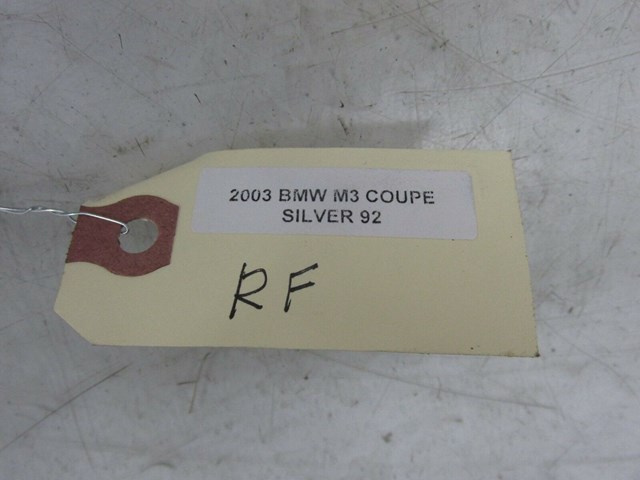 2003 BMW M3 COUPE
SILVER 92
RF